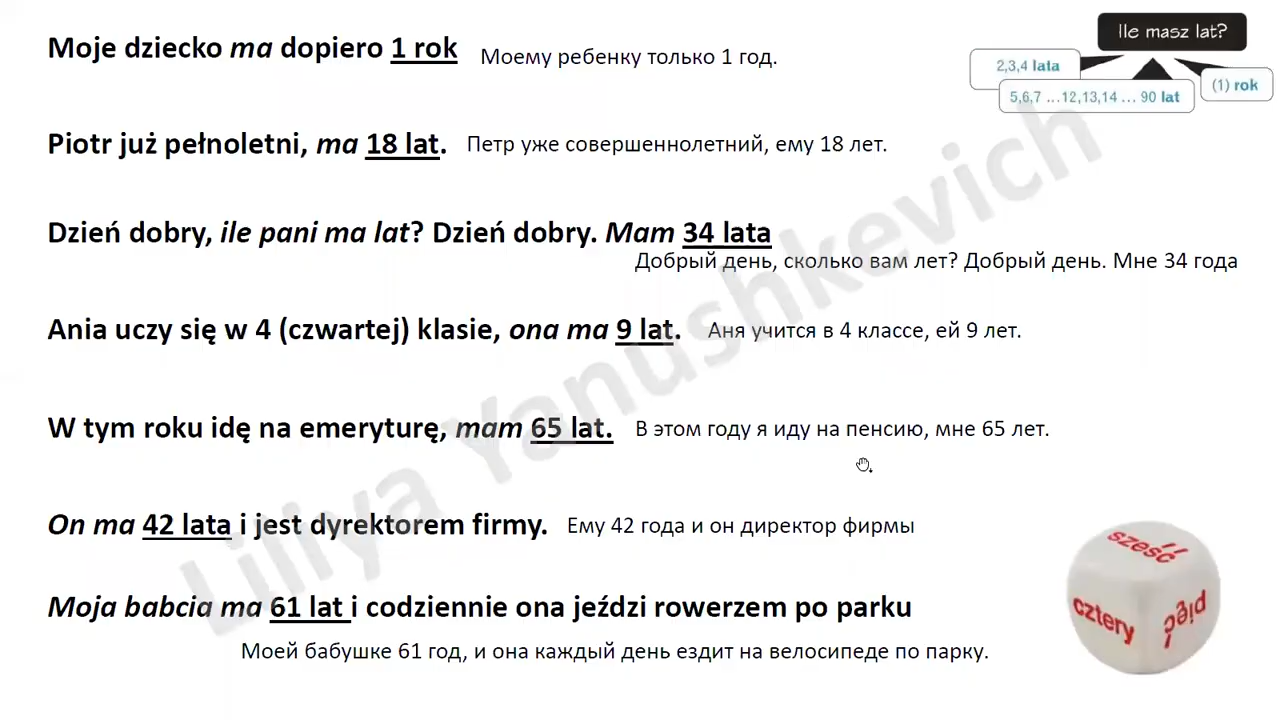 Moje dziecko ma dopiero 1 rok
Моему ребенку только 1 год.
Ile masz lat?
2,3,4 lata
5,6,7 ...12,13,14 ... 90 lat
(1) rok
Piotr już pełnoletni, ma 18 lat.
Петр уже совершеннолетний, ему 18 лет.
Dzień dobry, ile pani ma lat? Dzień dobry. Mam 34 lata
Добрый день, сколько вам лет? Добрый день. Мне 34 года
Ania uczy się w 4 (czwartej) klasie, ona ma 9 lat.
Аня учится в 4 классе, ей 9 лет.
W tym roku idę na emeryturę, mam 65 lat.
В этом году я иду на пенсию, мне 65 лет.
On ma 42 lata i jest dyrektorem firmy.
Ему 42 года и он директор фирмы
Moja babcia ma 61 lat i codziennie ona jeździ rowerzem po parku
Моей бабушке 61 год, и она каждый день ездит на велосипеде по парку.
sześć
cztery
pięć
Liliya Yanushkevich